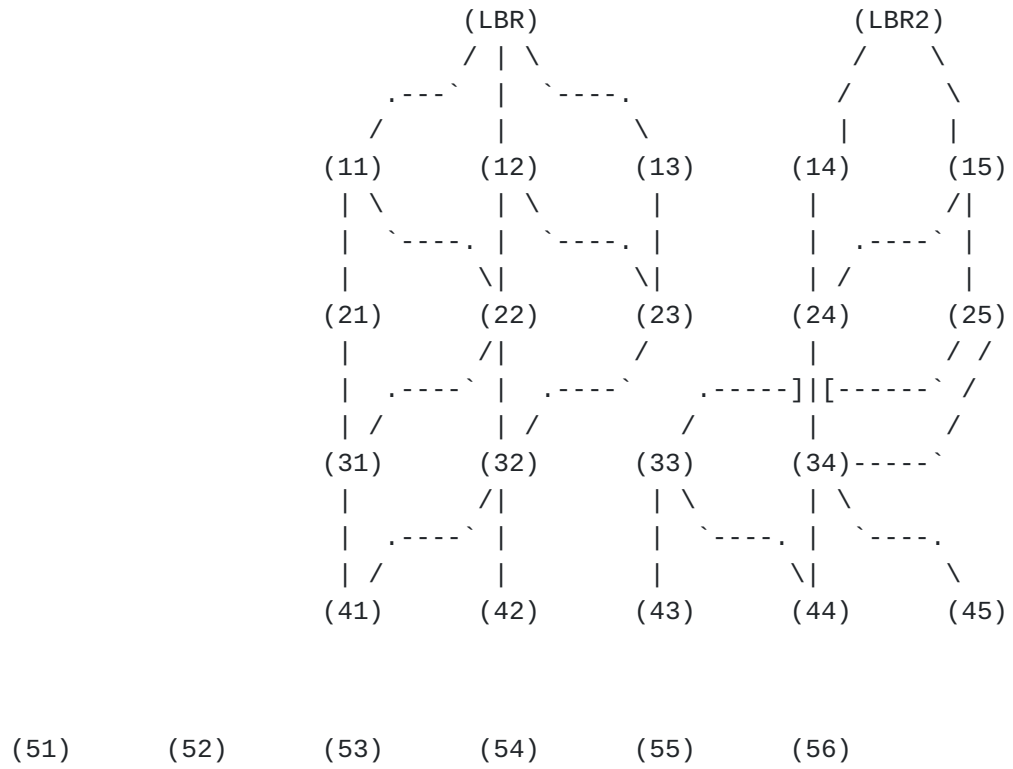 (LBR)                    (LBR2)
                    / | \                    /    \
               .---`  |  `----.             /      \
              /       |        \            |      |
           (11)      (12)      (13)      (14)      (15)
            | \       | \       |         |        /|
            |  `----. |  `----. |         |  .----` |
            |        \|        \|         | /       |
           (21)      (22)      (23)      (24)      (25)
            |        /|        /          |        / /
            |  .----` |  .----`    .-----]|[------` /
            | /       | /         /       |        /
           (31)      (32)      (33)      (34)-----`
            |        /|         | \       | \
            |  .----` |         |  `----. |  `----.
            | /       |         |        \|        \
           (41)      (42)      (43)      (44)      (45)
(51)      (52)      (53)      (54)      (55)      (56)